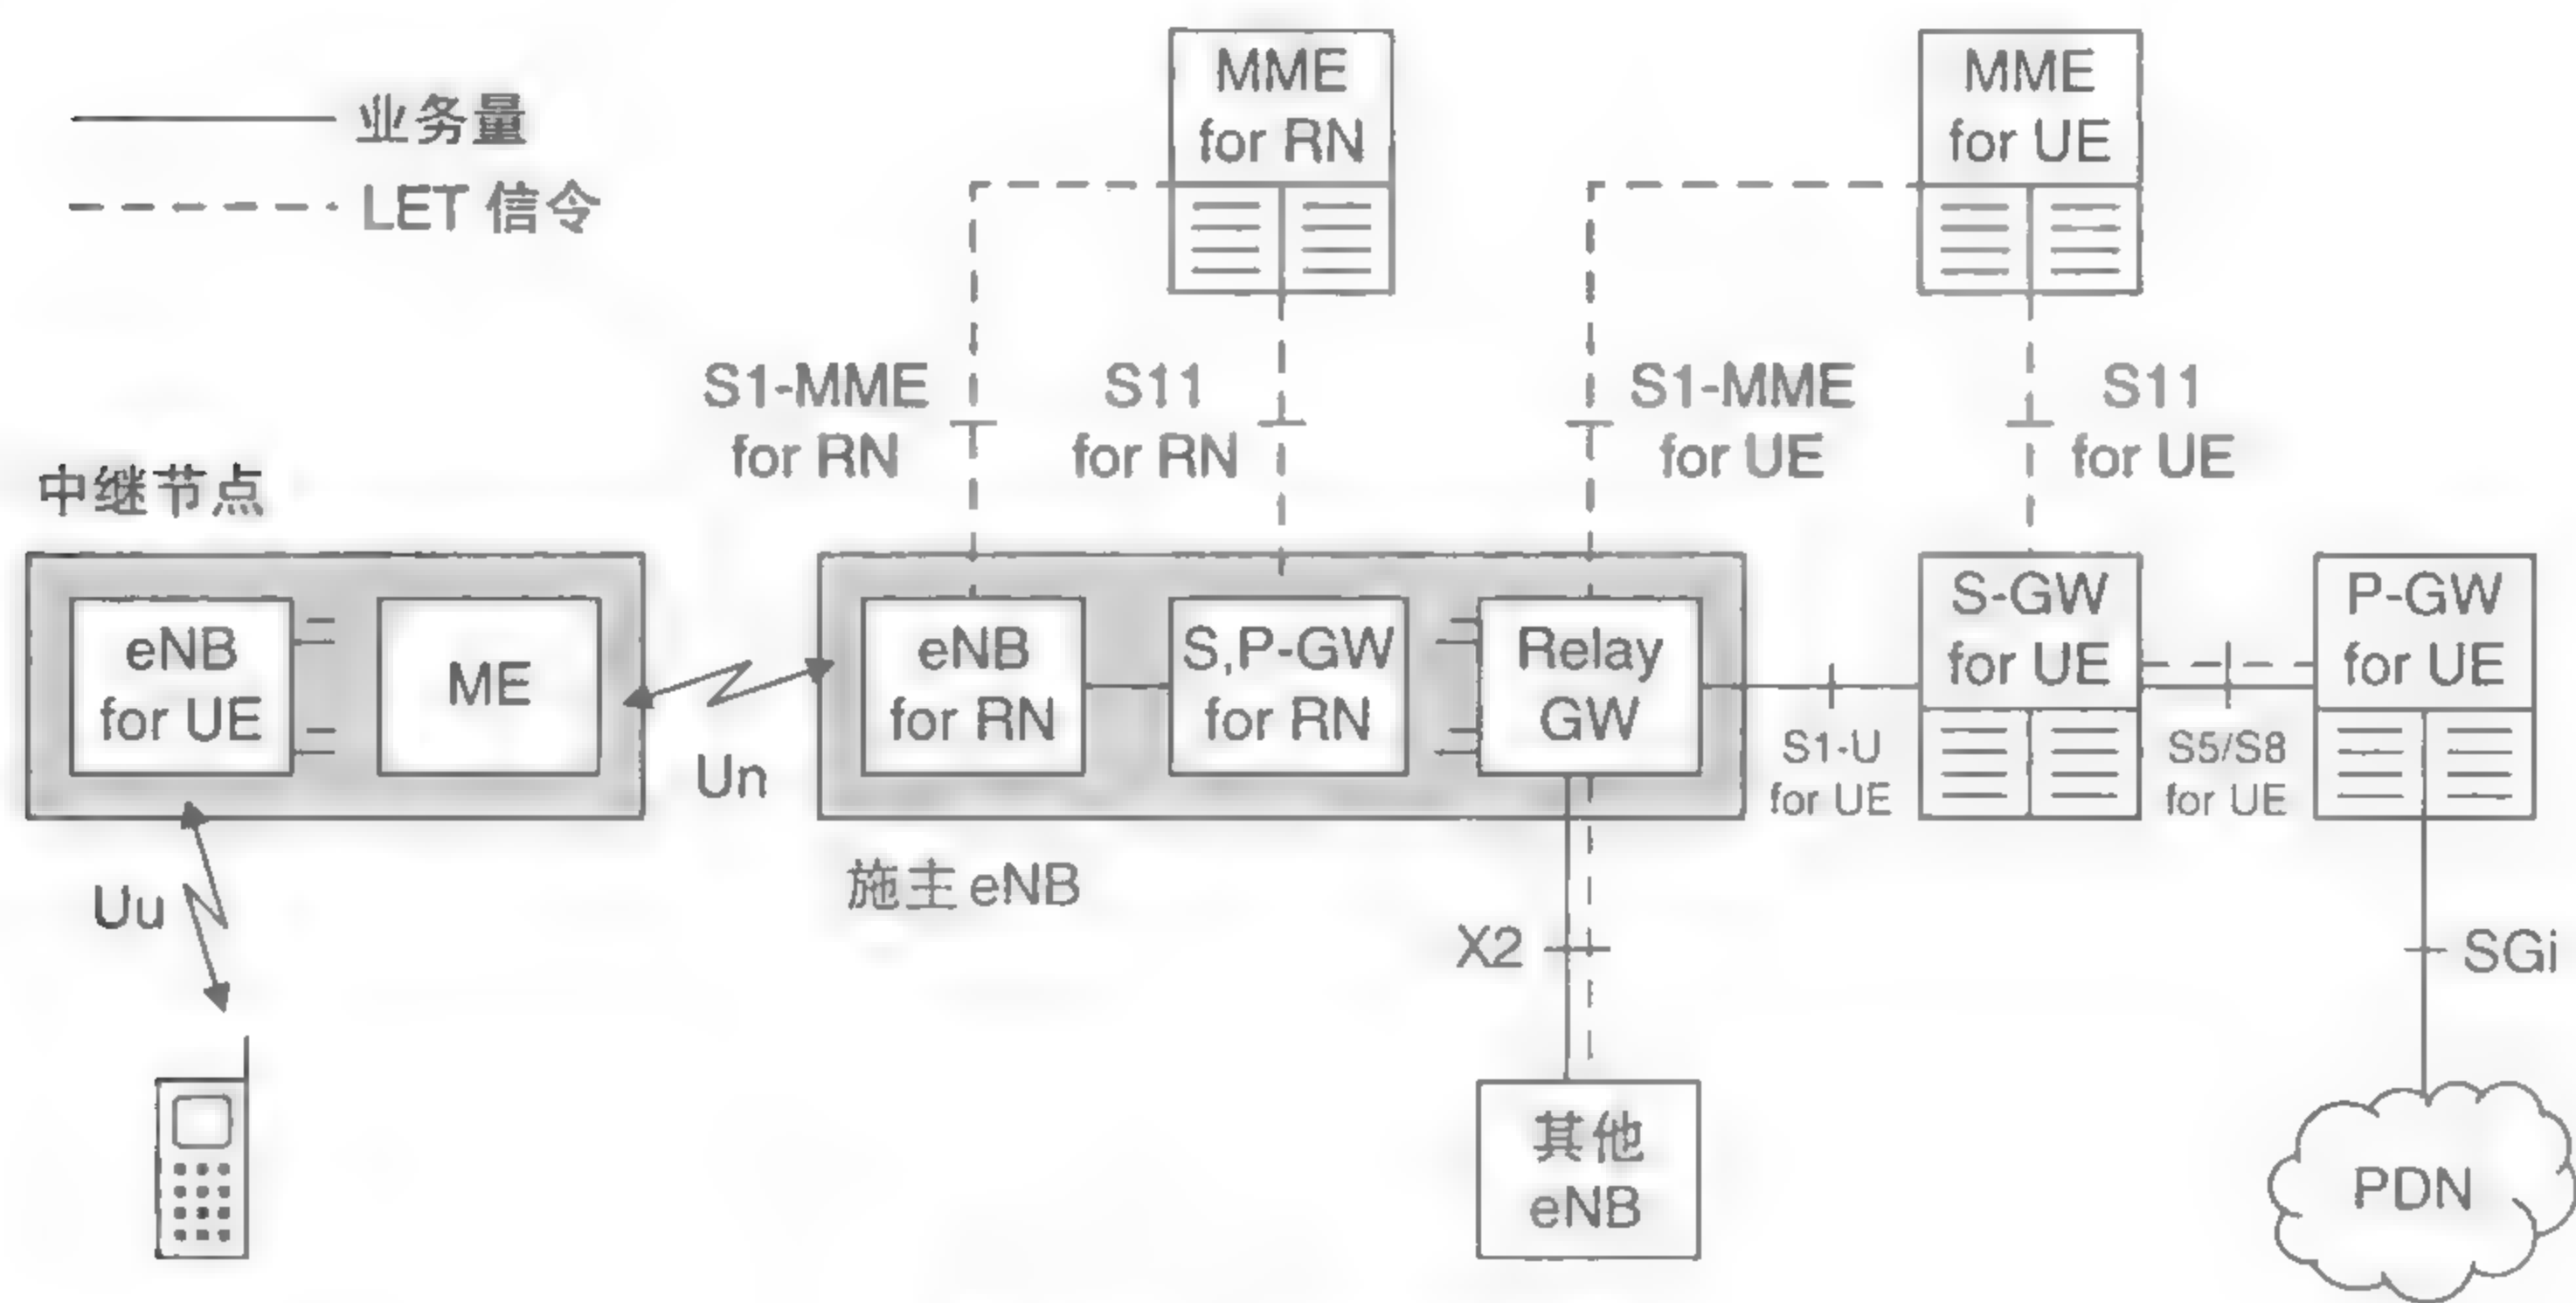 MME
for RN
MME
for UE
业务量
LET 信令
S1-MME
for RN
S11
for RN
S1-MME
for UE
S11
for UE
中继节点
eNB
for UE
ME
Un
eNB
for RN
S,P-GW
for RN
Relay
GW
S1-U
for UE
S-GW
for UE
S5/S8
for UE
P-GW
for UE
施主eNB
Uu
X2
SGi
其他
eNB
PDN